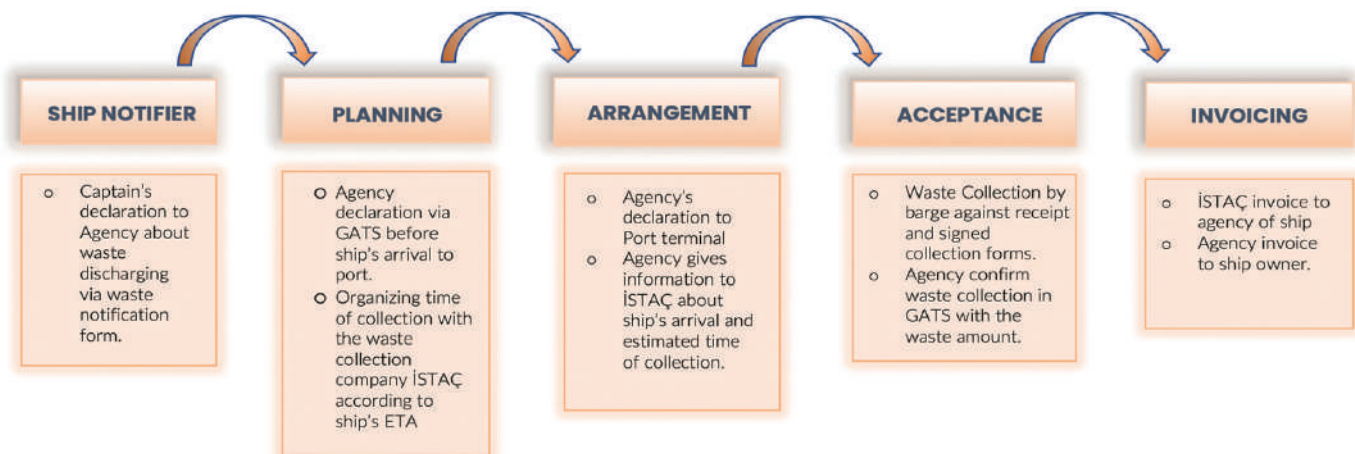 SHIP NOTIFIER
○ Captain's
declaration to
Agency about
waste
discharging
via waste
notification
form.
PLANNING
○ Agency
declaration via
GATS before
ship's arrival to
port.
○ Organizing time
of collection with
the waste
collection
company İSTAÇ
according to
ship's ETA
ARRANGEMENT
○ Agency's
declaration to
Port terminal
○ Agency gives
information to
İSTAÇ about
ship's arrival and
estimated time
of collection.
ACCEPTANCE
○ Waste Collection by
barge against receipt
and signed
collection forms.
○ Agency confirm
waste collection in
GATS with the
waste amount.
INVOICING
○ İSTAÇ invoice to
agency of ship
○ Agency invoice
to ship owner.